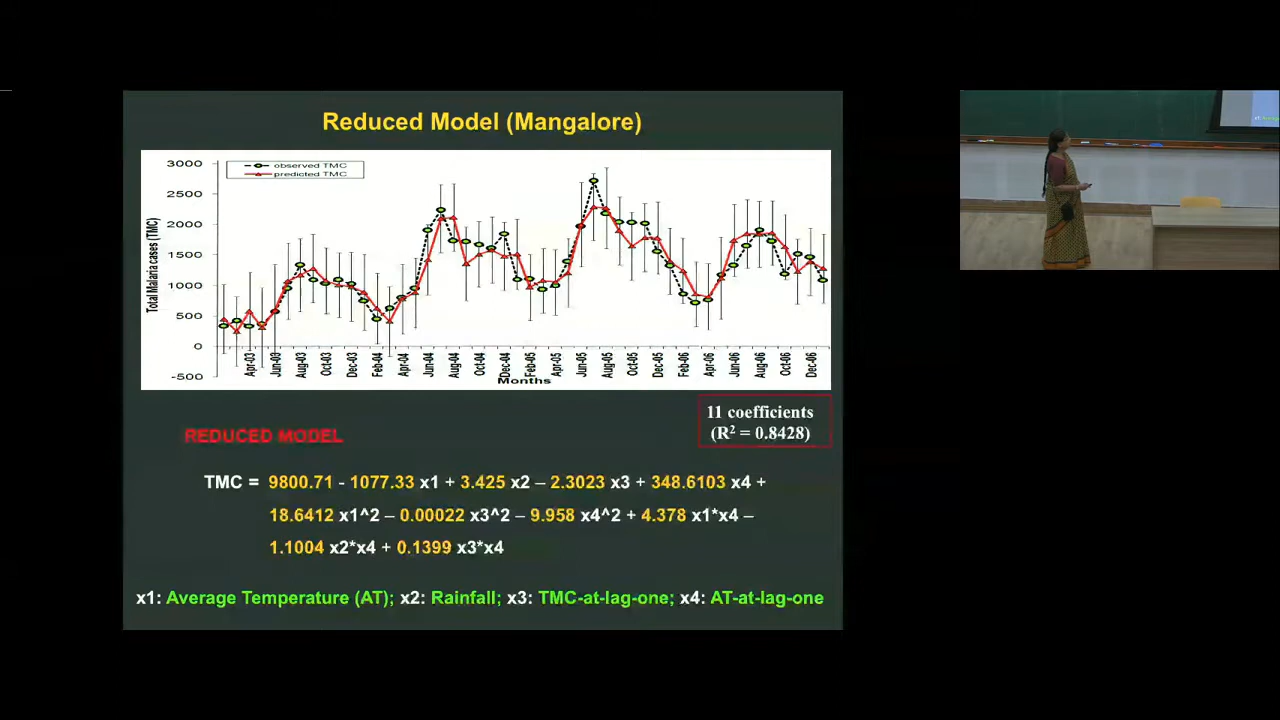 Reduced Model (Mangalore)
3000
2500
2000
1500
1000
500
0
-500
Total Malaria cases (TMC)
observed TMC
predicted TMC
Apr-03 Jun-03 Aug-03 Oct-03 Dec-03 Feb-04 Apr-04 Jun-04 Aug-04 Oct-04 Dec-04 Feb-05 Apr-05 Jun-05 Aug-05 Oct-05 Dec-05 Feb-06 Apr-06 Jun-06 Aug-06 Oct-06 Dec-06
Months
11 coefficients
(R² = 0.8428)
REDUCED MODEL
TMC = 9800.71 - 1077.33 x1 + 3.425 x2 – 2.3023 x3 + 348.6103 x4 +
18.6412 x1^2 – 0.00022 x3^2 – 9.958 x4^2 + 4.378 x1*x4 –
1.1004 x2*x4 + 0.1399 x3*x4
x1: Average Temperature (AT); x2: Rainfall; x3: TMC-at-lag-one; x4: AT-at-lag-one